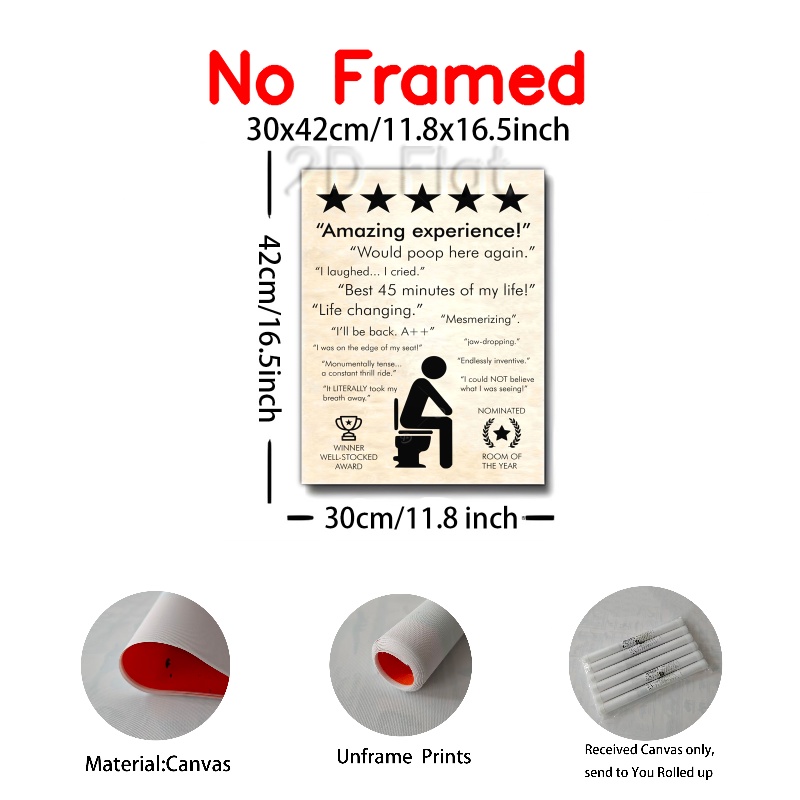 No Framed
30x42cm/11.8x16.5inch
2D Flat
42cm/16.5inch
★★★★★
“Amazing experience!”
“Would poop here again.”
“I laughed... I cried.”
“Best 45 minutes of my life!”
“Life changing.”
“Mesmerizing”.
“I’ll be back. A++”
“I was on the edge of my seat!”
“jaw-dropping.”
“Monumentally tense...
a constant thrill ride.”
“Endlessly inventive.”
“It LITERALLY took my
breath away.”
“I could NOT believe
what I was seeing!”
WINNER
WELL-STOCKED
AWARD
NOMINATED
ROOM OF
THE YEAR
30cm/11.8 inch
Material:Canvas
Unframe Prints
Received Canvas only,
send to You Rolled up